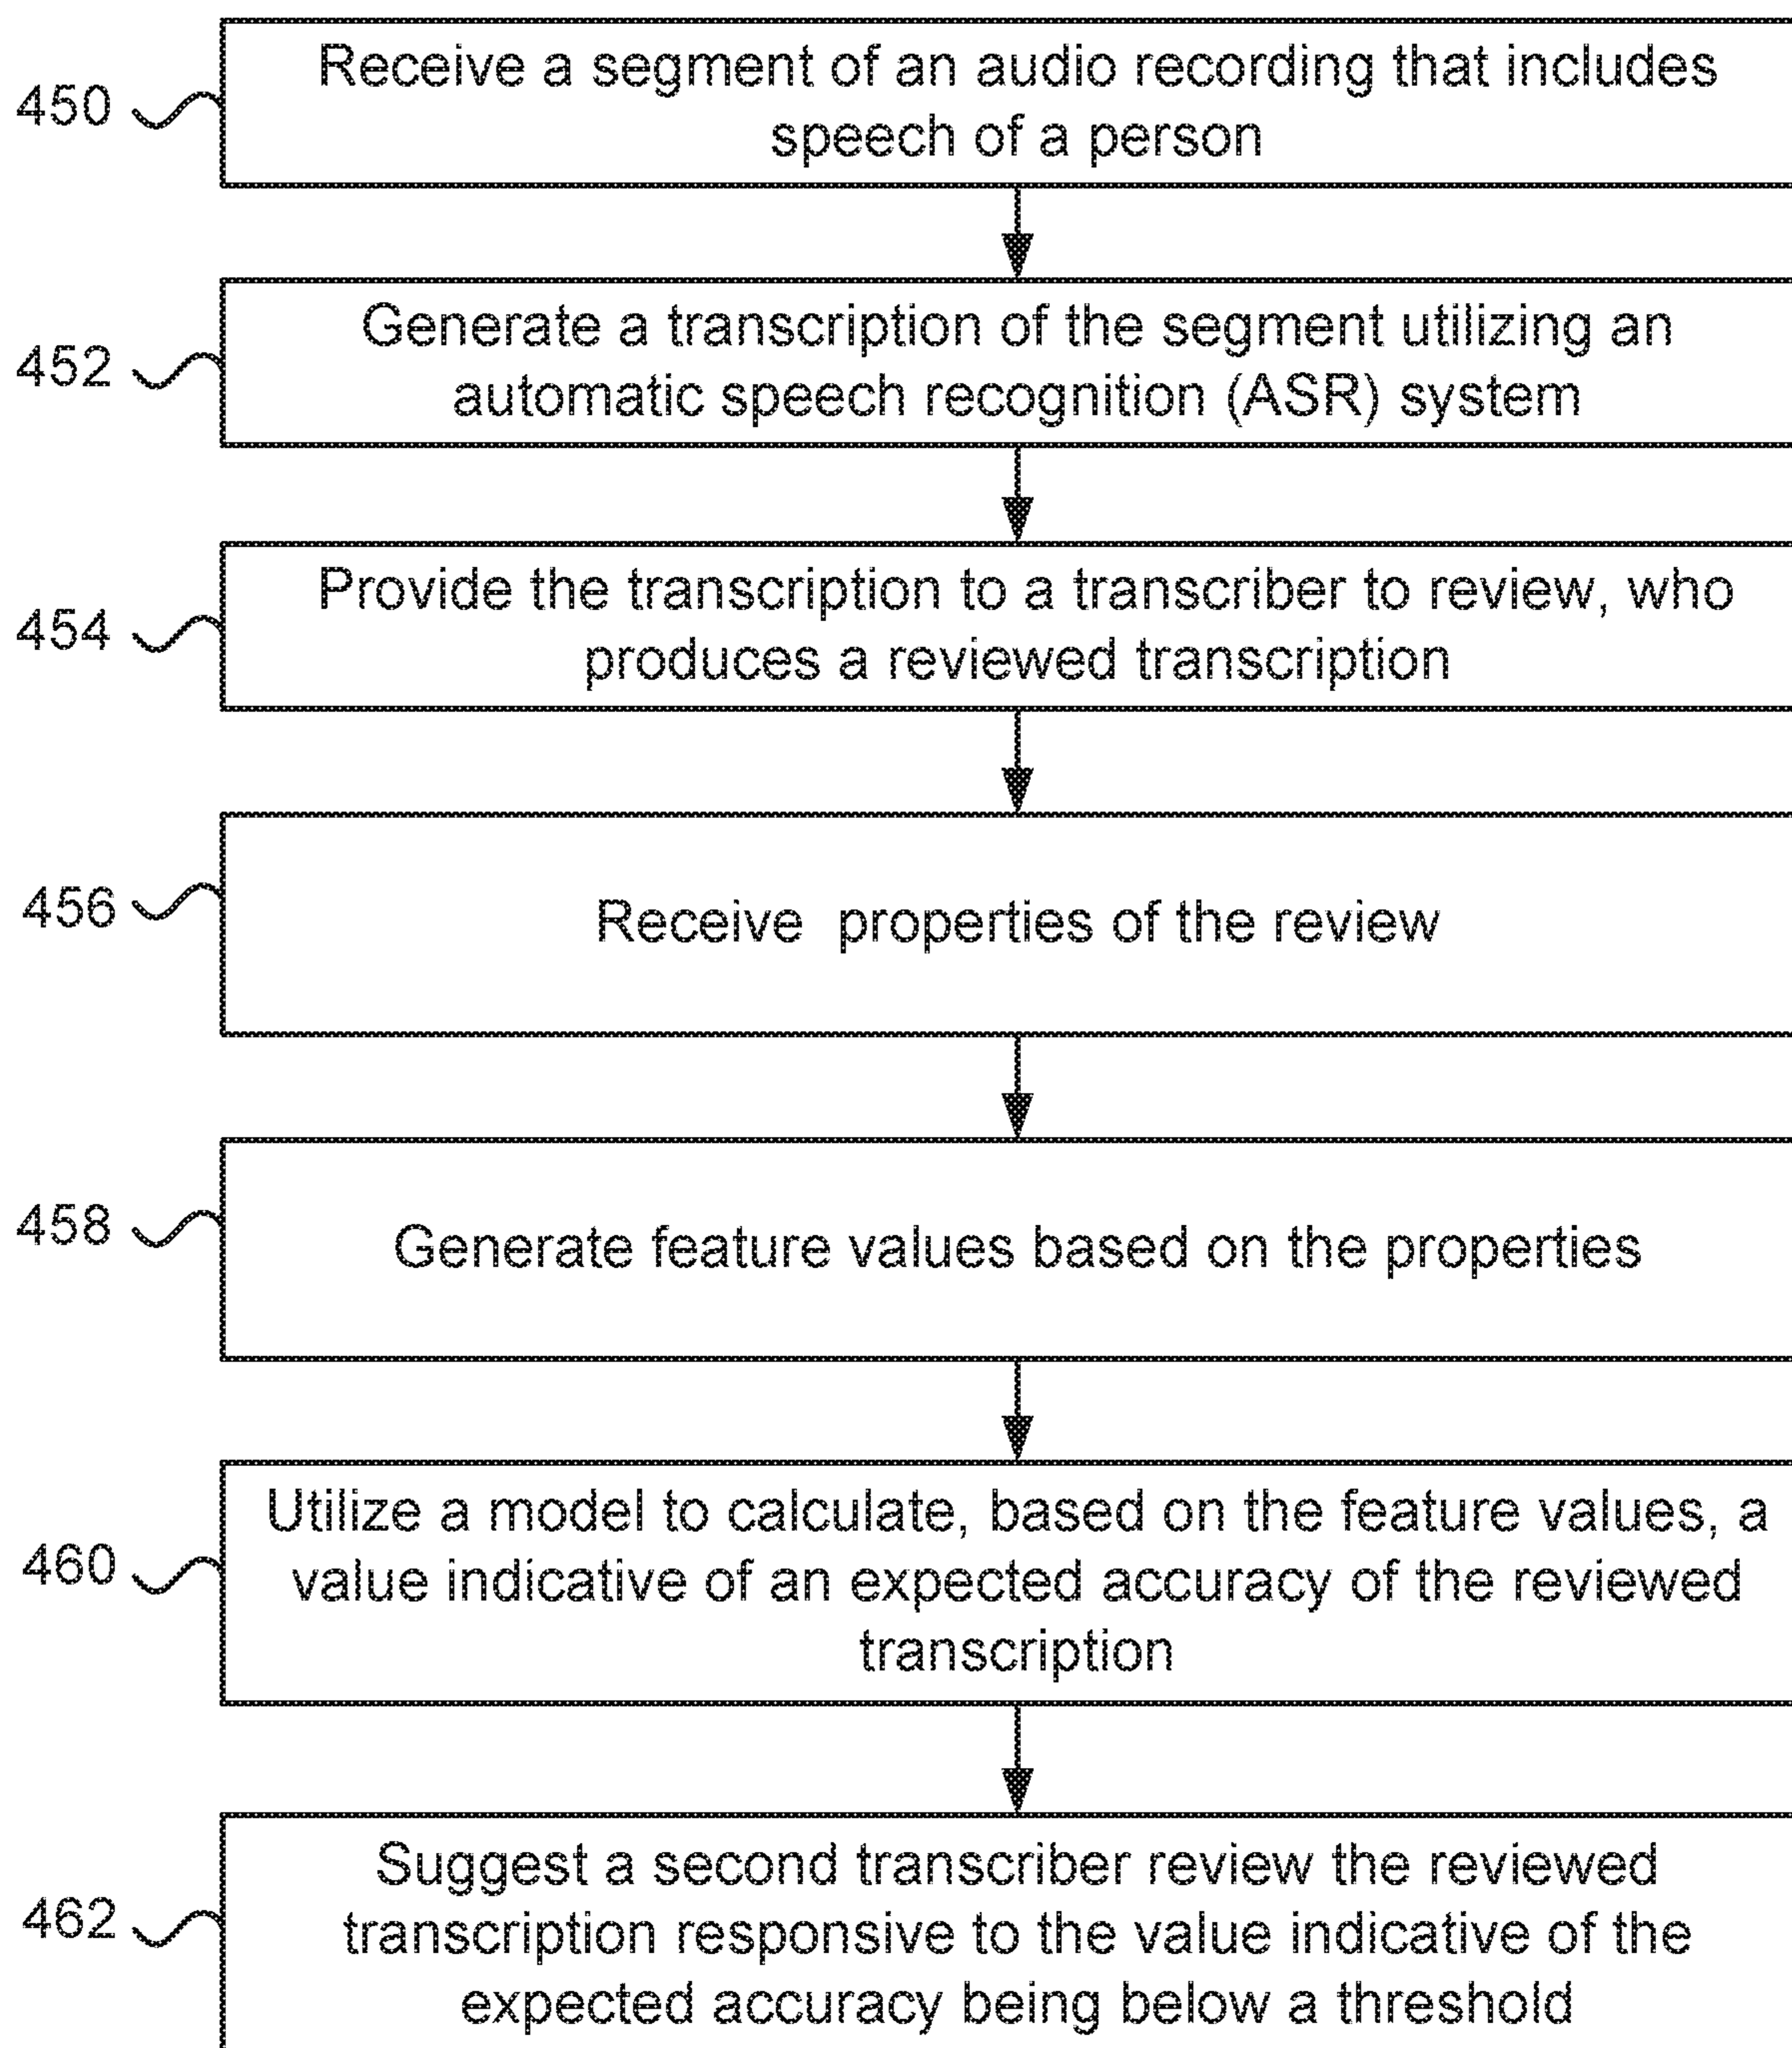 450
Receive a segment of an audio recording that includes
speech of a person
452
Generate a transcription of the segment utilizing an
automatic speech recognition (ASR) system
454
Provide the transcription to a transcriber to review, who
produces a reviewed transcription
456
Receive properties of the review
458
Generate feature values based on the properties
460
Utilize a model to calculate, based on the feature values, a
value indicative of an expected accuracy of the reviewed
transcription
462
Suggest a second transcriber review the reviewed
transcription responsive to the value indicative of the
expected accuracy being below a threshold